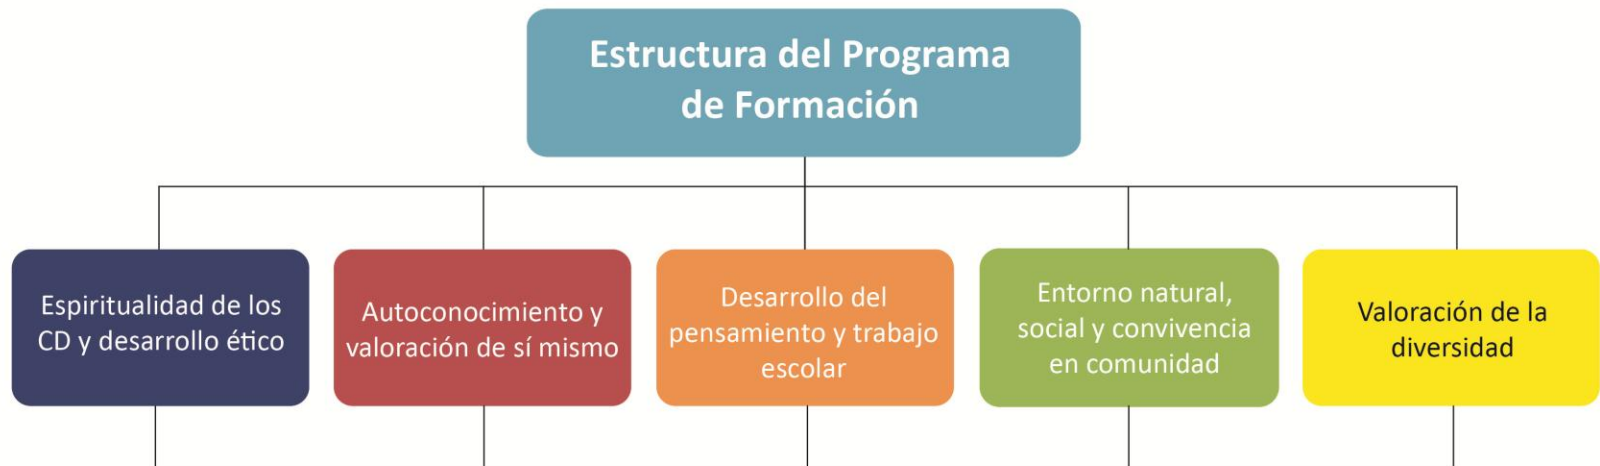 Estructura del Programa
de Formación
Espiritualidad de los
CD y desarrollo ético
Autoconocimiento y
valoración de sí mismo
Desarrollo del
pensamiento y trabajo
escolar
Entorno natural,
social y convivencia
en comunidad
Valoración de la
diversidad